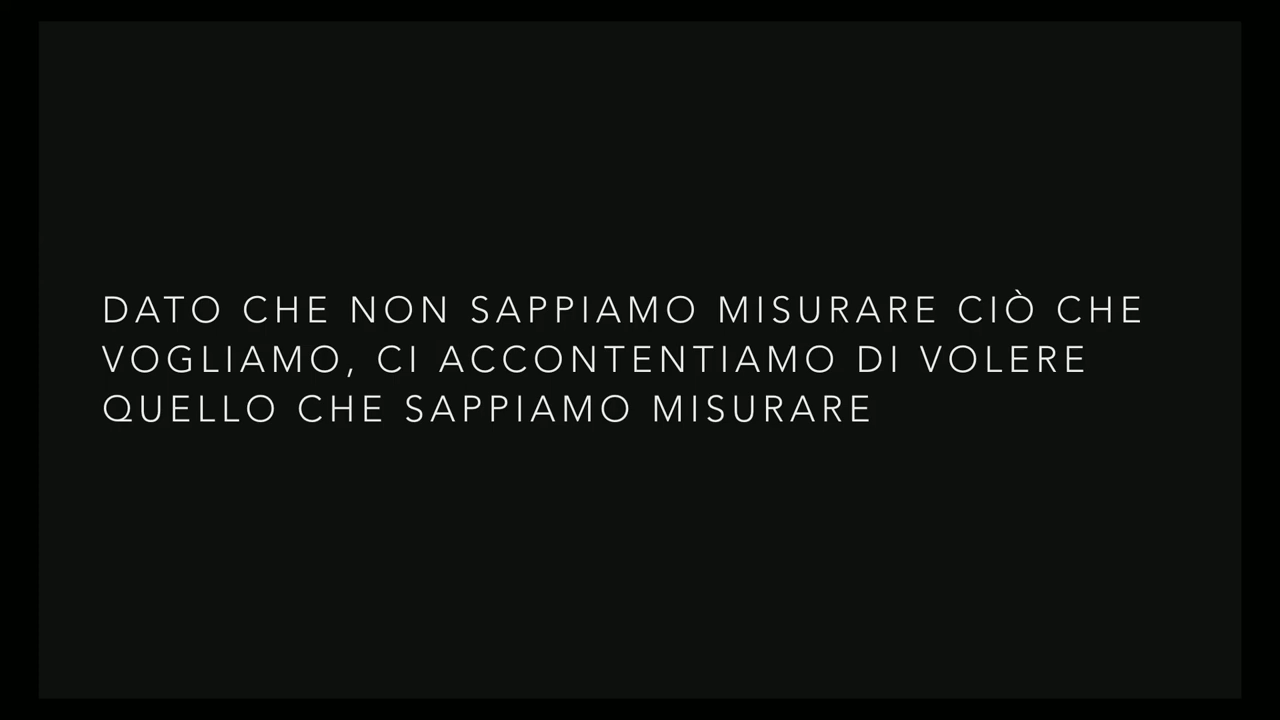 DATO CHE NON SAPPIAMO MISURARE CIÒ CHE
VOGLIAMO, CI ACCONTENTIAMO DI VOLERE
QUELLO CHE SAPPIAMO MISURARE